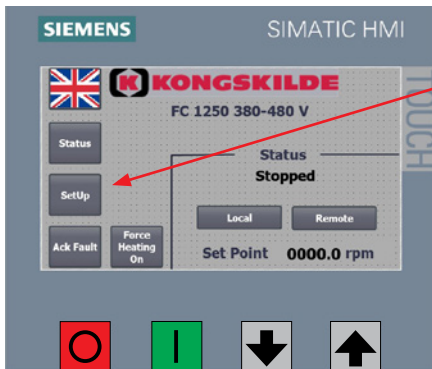 SIEMENS
SIMATIC HMI
TOUCH
K KONGSKILDE
FC 1250 380-480 V
Status
Status
Stopped
SetUp
Local Remote
Ack Fault
Force
Heating
On
Set Point 0000.0 rpm